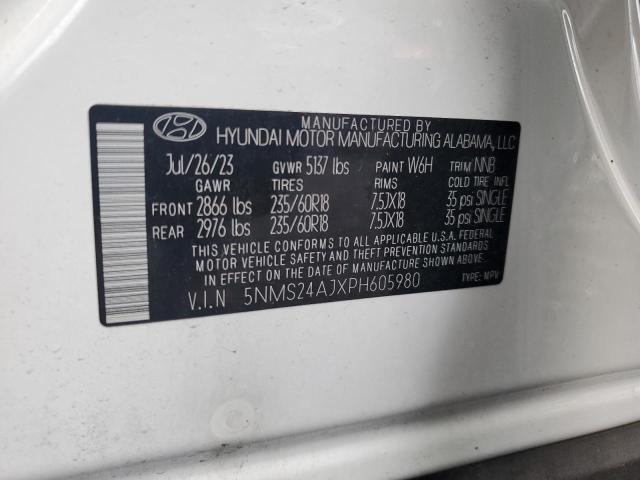 MANUFACTURED BY
HYUNDAI MOTOR MANUFACTURING ALABAMA, LLC
Jul/26/23 GVWR 5137 lbs PAINT W6H TRIM NNB
GAWR TIRES RIMS COLD TIRE INFL
FRONT 2866 lbs 235/60R18 7.5JX18 35 psi SINGLE
REAR 2976 lbs 235/60R18 7.5JX18 35 psi SINGLE
THIS VEHICLE CONFORMS TO ALL APPLICABLE U.S.A. FEDERAL
MOTOR VEHICLE SAFETY AND THEFT PREVENTION STANDARDS
IN EFFECT ON THE DATE OF MANUFACTURE SHOWN ABOVE.
V.I.N 5NMS24AJXPH605980 TYPE: MPV